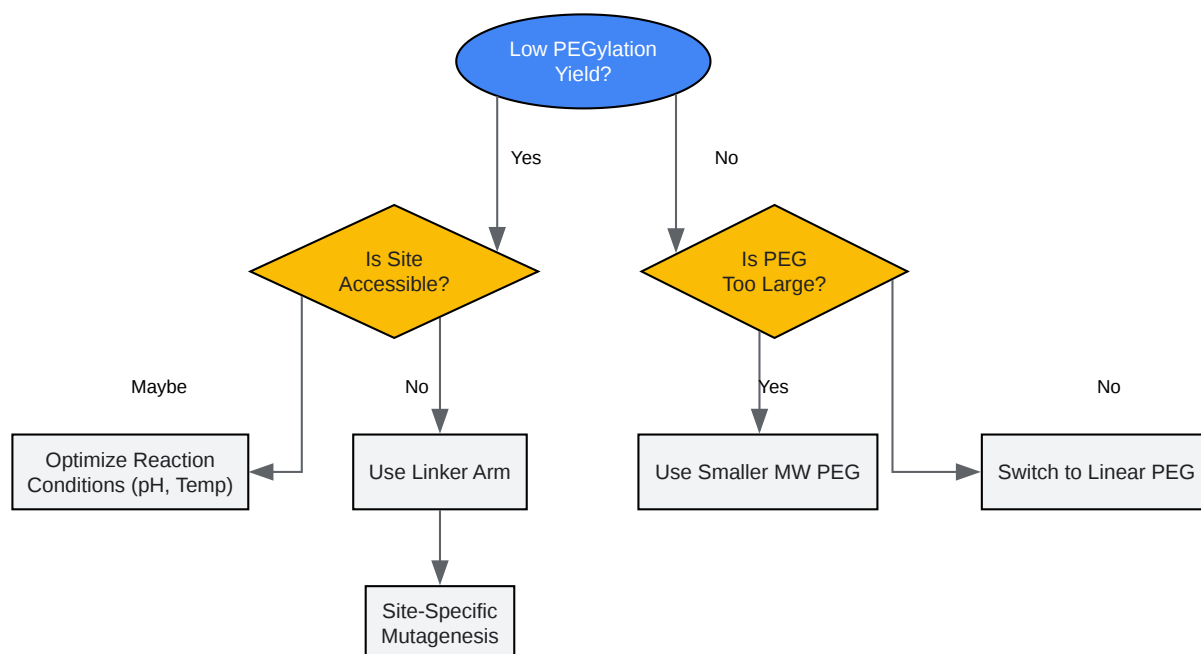 Low PEGylation
Yield?
Yes
No
Is Site
Accessible?
Is PEG
Too Large?
Maybe
No
Yes
No
Optimize Reaction
Conditions (pH, Temp)
Use Linker Arm
Use Smaller MW PEG
Switch to Linear PEG
Site-Specific
Mutagenesis